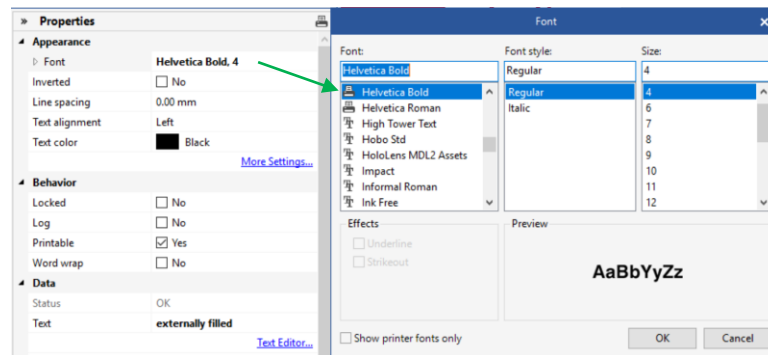 » Properties
Appearance
Font Helvetica Bold, 4
Inverted No
Line spacing 0.00 mm
Text alignment Left
Text color Black
More Settings...
Behavior
Locked No
Log No
Printable Yes
Word wrap No
Data
Status OK
Text externally filled
Text Editor...
Font
Font: Font style: Size:
Helvetica Bold Regular 4
Helvetica Bold Regular 4
Helvetica Roman Italic 6
High Tower Text 7
Hobo Std 8
HoloLens MDL2 Assets 9
Impact 10
Informal Roman 11
Ink Free 12
Effects Preview
Underline
Strikeout
AaBbYyZz
Show printer fonts only OK Cancel